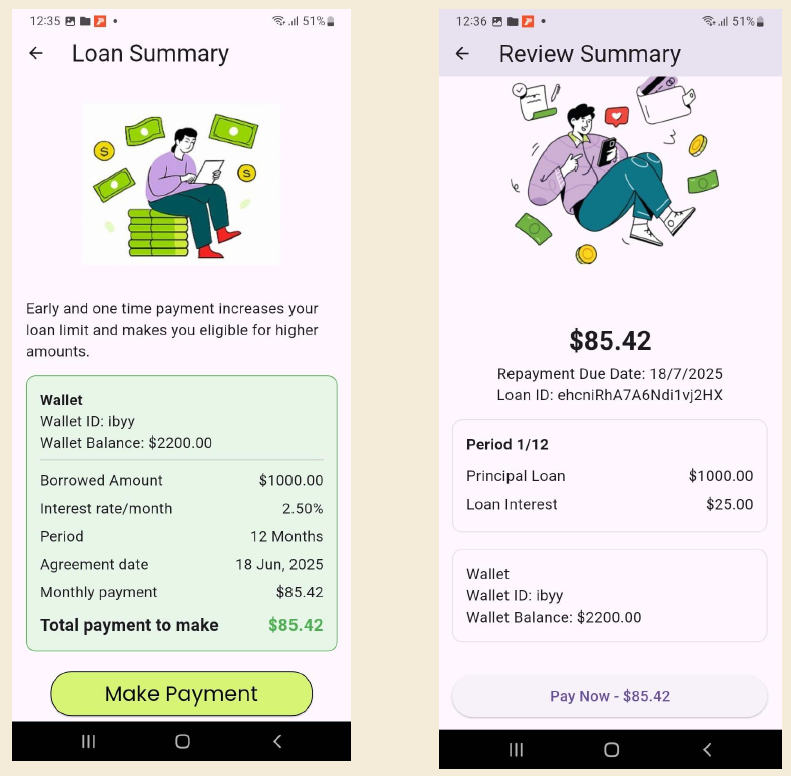 12:35
51%
Loan Summary
$
$
Early and one time payment increases your
loan limit and makes you eligible for higher
amounts.
Wallet
Wallet ID: ibyy
Wallet Balance: $2200.00
Borrowed Amount $1000.00
Interest rate/month 2.50%
Period 12 Months
Agreement date 18 Jun, 2025
Monthly payment $85.42
Total payment to make $85.42
Make Payment
12:36
51%
Review Summary
$85.42
Repayment Due Date: 18/7/2025
Loan ID: ehcniRhA7A6Ndi1vj2HX
Period 1/12
Principal Loan $1000.00
Loan Interest $25.00
Wallet
Wallet ID: ibyy
Wallet Balance: $2200.00
Pay Now - $85.42